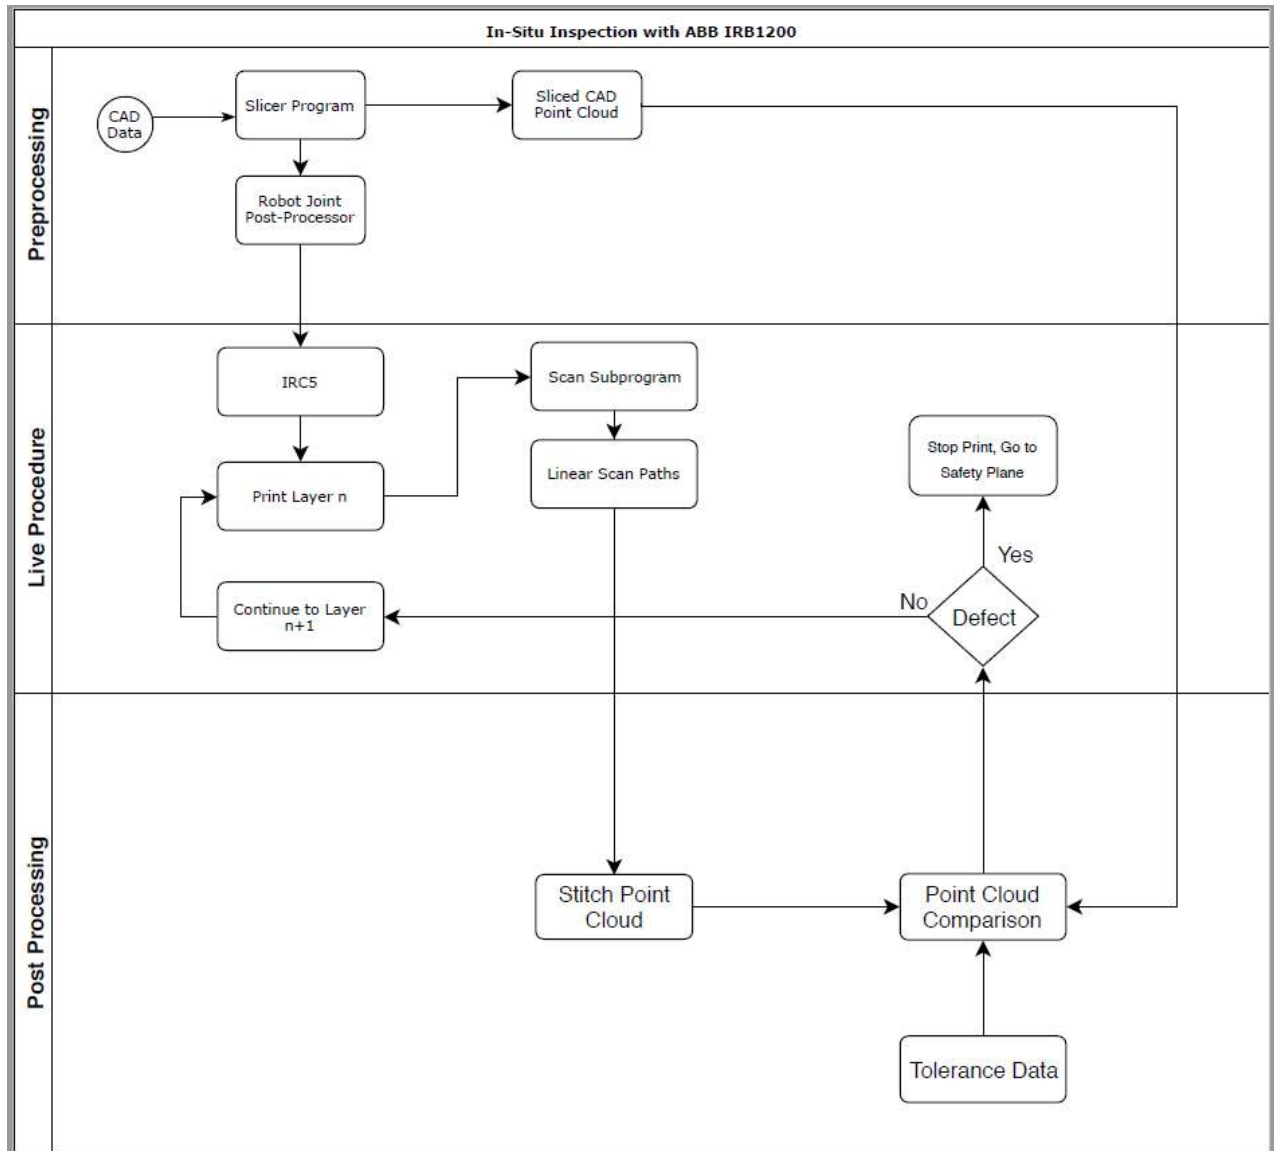 In-Situ Inspection with ABB IRB1200
Preprocessing
CAD
Data
Slicer Program
Sliced CAD
Point Cloud
Robot Joint
Post-Processor
Live Procedure
IRC5
Scan Subprogram
Print Layer n
Linear Scan Paths
Stop Print, Go to
Safety Plane
Yes
No
Defect
Continue to Layer
n+1
Post Processing
Stitch Point
Cloud
Point Cloud
Comparison
Tolerance Data